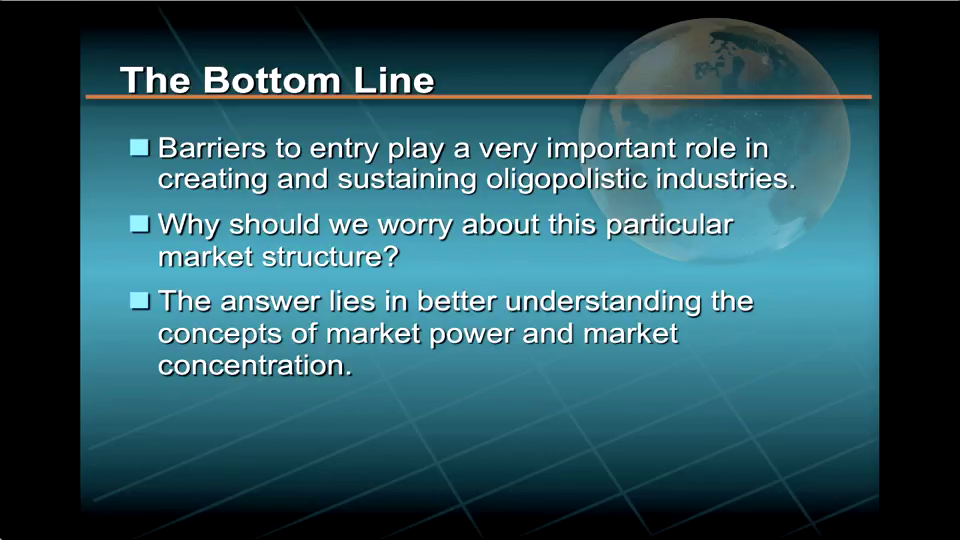 The Bottom Line
Barriers to entry play a very important role in
creating and sustaining oligopolistic industries.
Why should we worry about this particular
market structure?
The answer lies in better understanding the
concepts of market power and market
concentration.